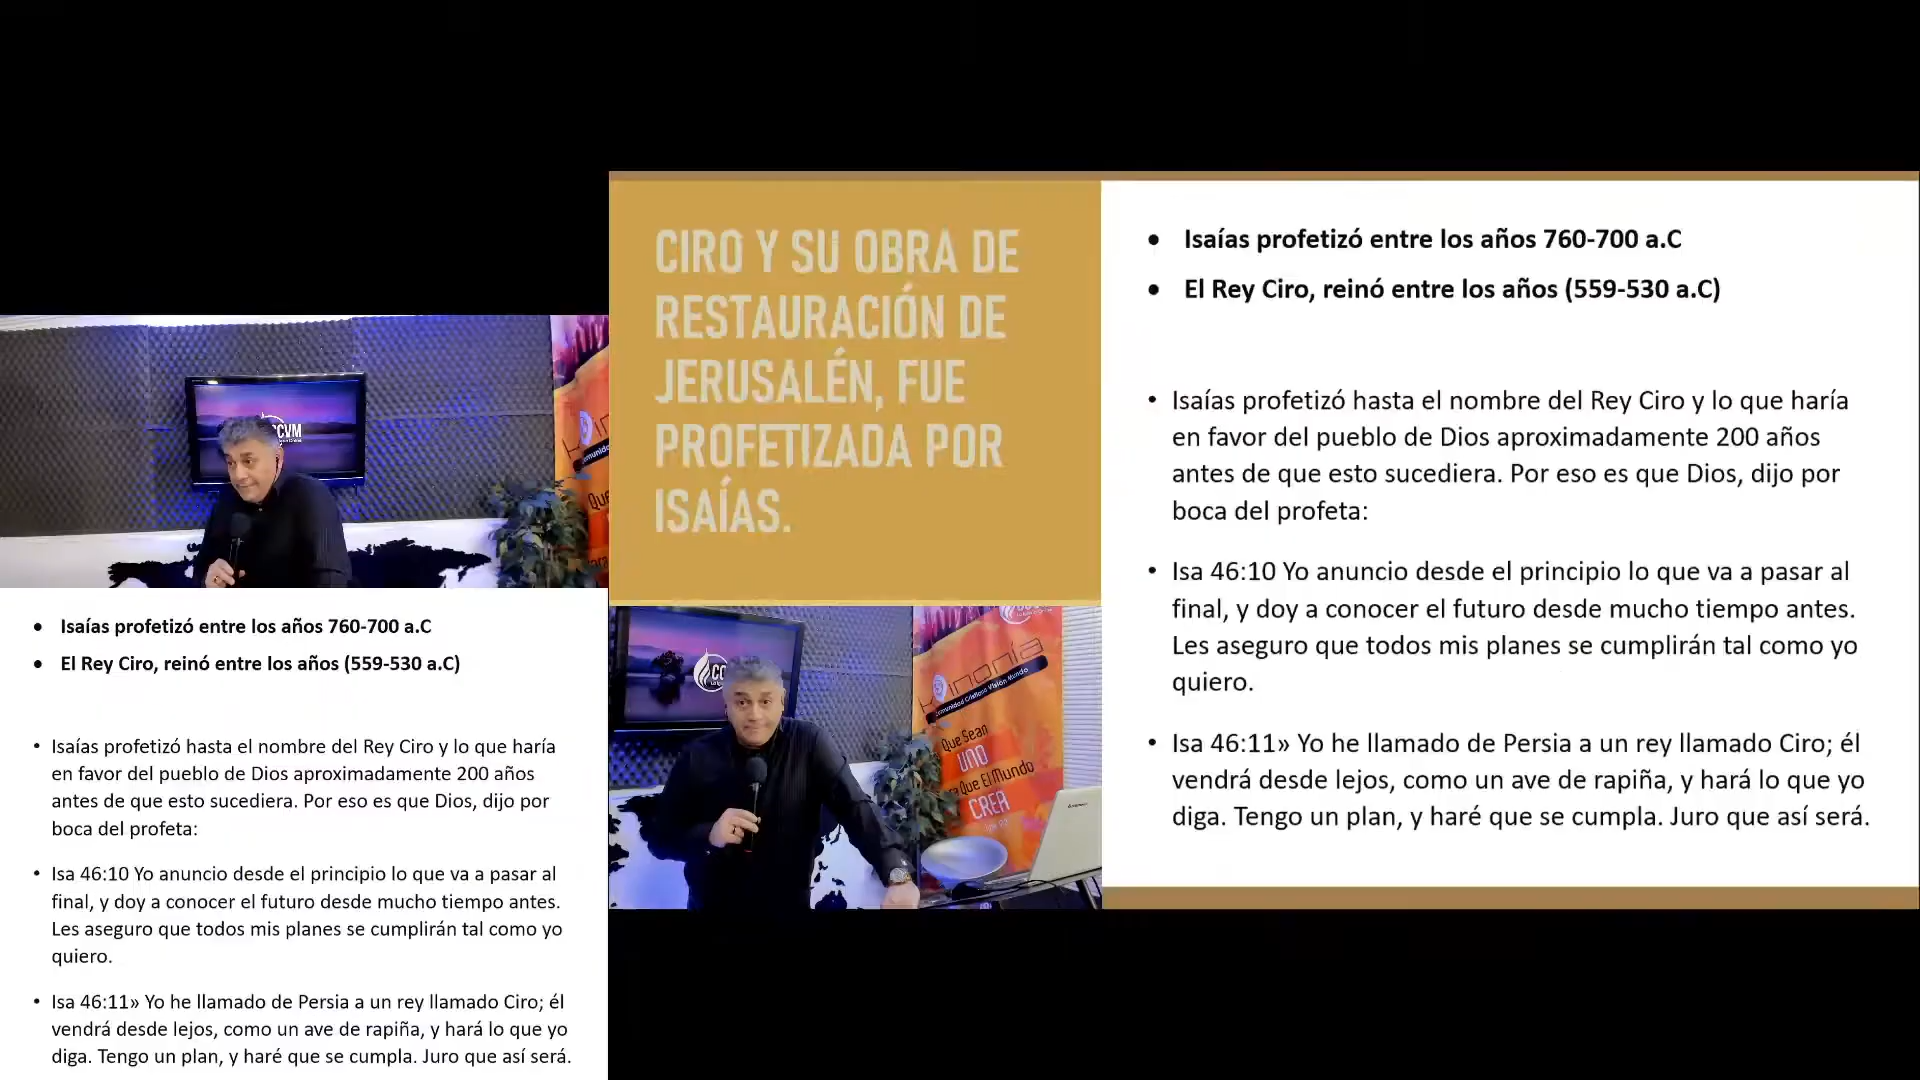 CCVM
Isaías profetizó entre los años 760-700 a.C
El Rey Ciro, reinó entre los años (559-530 a.C)
Isaías profetizó hasta el nombre del Rey Ciro y lo que haría
en favor del pueblo de Dios aproximadamente 200 años
antes de que esto sucediera. Por eso es que Dios, dijo por
boca del profeta:
Isa 46:10 Yo anuncio desde el principio lo que va a pasar al
final, y doy a conocer el futuro desde mucho tiempo antes.
Les aseguro que todos mis planes se cumplirán tal como yo
quiero.
Isa 46:11» Yo he llamado de Persia a un rey llamado Ciro; él
vendrá desde lejos, como un ave de rapiña, y hará lo que yo
diga. Tengo un plan, y haré que se cumpla. Juro que así será.
CIRO Y SU OBRA DE
RESTAURACIÓN DE
JERUSALÉN, FUE
PROFETIZADA POR
ISAÍAS.
Comunidad Cristiana Visión Mundo
Que Sean
UNO
Que El Mundo
CREA
Isaías profetizó entre los años 760-700 a.C
El Rey Ciro, reinó entre los años (559-530 a.C)
Isaías profetizó hasta el nombre del Rey Ciro y lo que haría
en favor del pueblo de Dios aproximadamente 200 años
antes de que esto sucediera. Por eso es que Dios, dijo por
boca del profeta:
Isa 46:10 Yo anuncio desde el principio lo que va a pasar al
final, y doy a conocer el futuro desde mucho tiempo antes.
Les aseguro que todos mis planes se cumplirán tal como yo
quiero.
Isa 46:11» Yo he llamado de Persia a un rey llamado Ciro; él
vendrá desde lejos, como un ave de rapiña, y hará lo que yo
diga. Tengo un plan, y haré que se cumpla. Juro que así será.